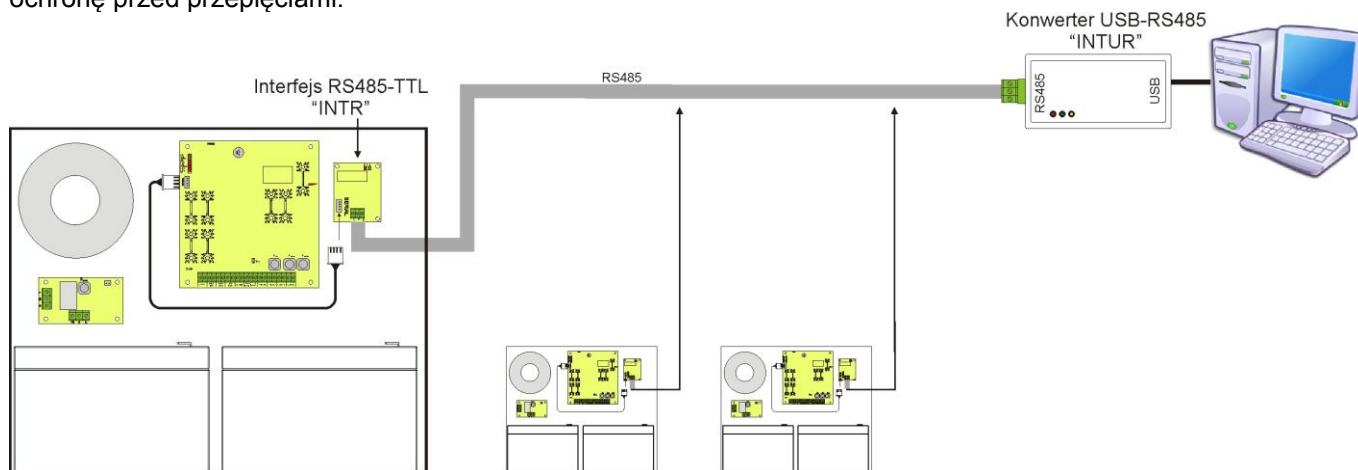 ochronę przed przepięciami.
Konwerter USB-RS485
“INTUR”
Interfejs RS485-TTL
“INTR”
RS485
RS485
USB